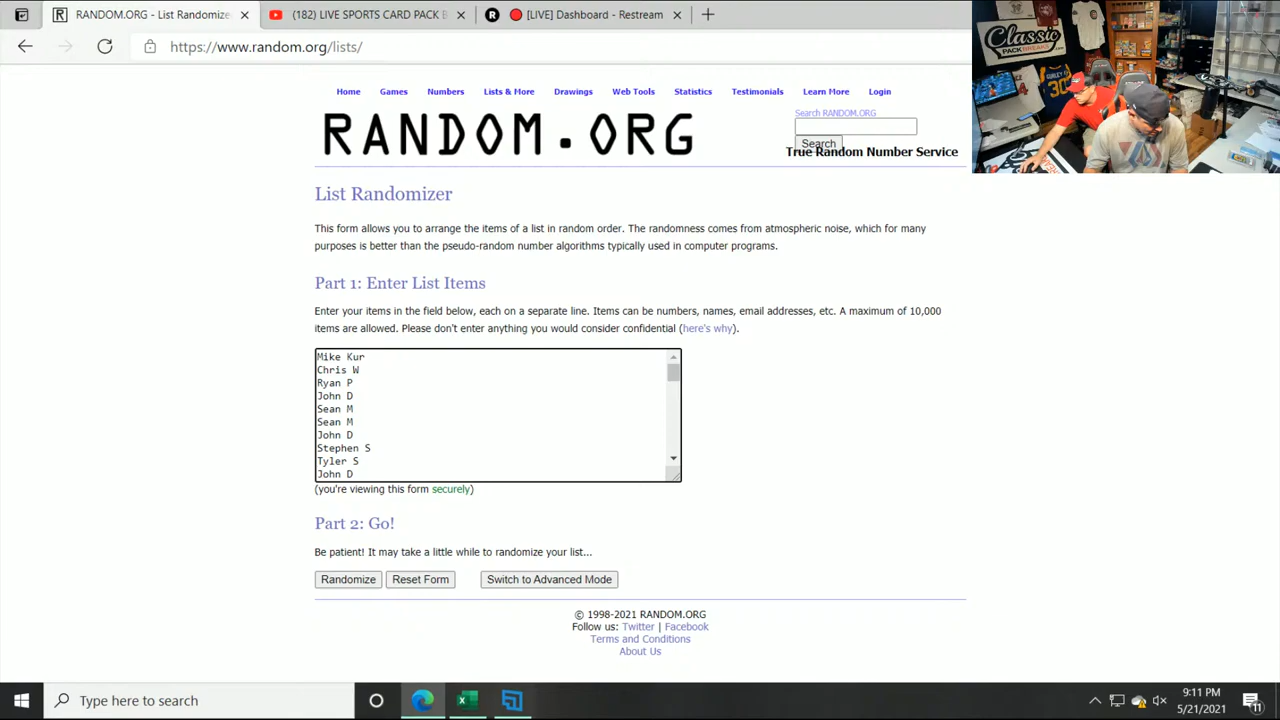 RANDOM.ORG - List Randomize
(182) LIVE SPORTS CARD PACK B
R
[LIVE] Dashboard - Restream
https://www.random.org/lists/
Home Games Numbers Lists & More Drawings Web Tools Statistics Testimonials Learn More Login
Search RANDOM.ORG
Search
RANDOM.ORG
True Random Number Service
Classic
PACK BREAKS
GURLEY
30
List Randomizer
This form allows you to arrange the items of a list in random order. The randomness comes from atmospheric noise, which for many
purposes is better than the pseudo-random number algorithms typically used in computer programs.
Part 1: Enter List Items
Enter your items in the field below, each on a separate line. Items can be numbers, names, email addresses, etc. A maximum of 10,000
items are allowed. Please don't enter anything you would consider confidential (here's why).
Mike Kur
Chris W
Ryan P
John D
Sean M
Sean M
John D
Stephen S
Tyler S
John D
(you're viewing this form securely)
Part 2: Go!
Be patient! It may take a little while to randomize your list...
Randomize Reset Form Switch to Advanced Mode
© 1998-2021 RANDOM.ORG
Follow us: Twitter | Facebook
Terms and Conditions
About Us
Type here to search
9:11 PM
5/21/2021
11